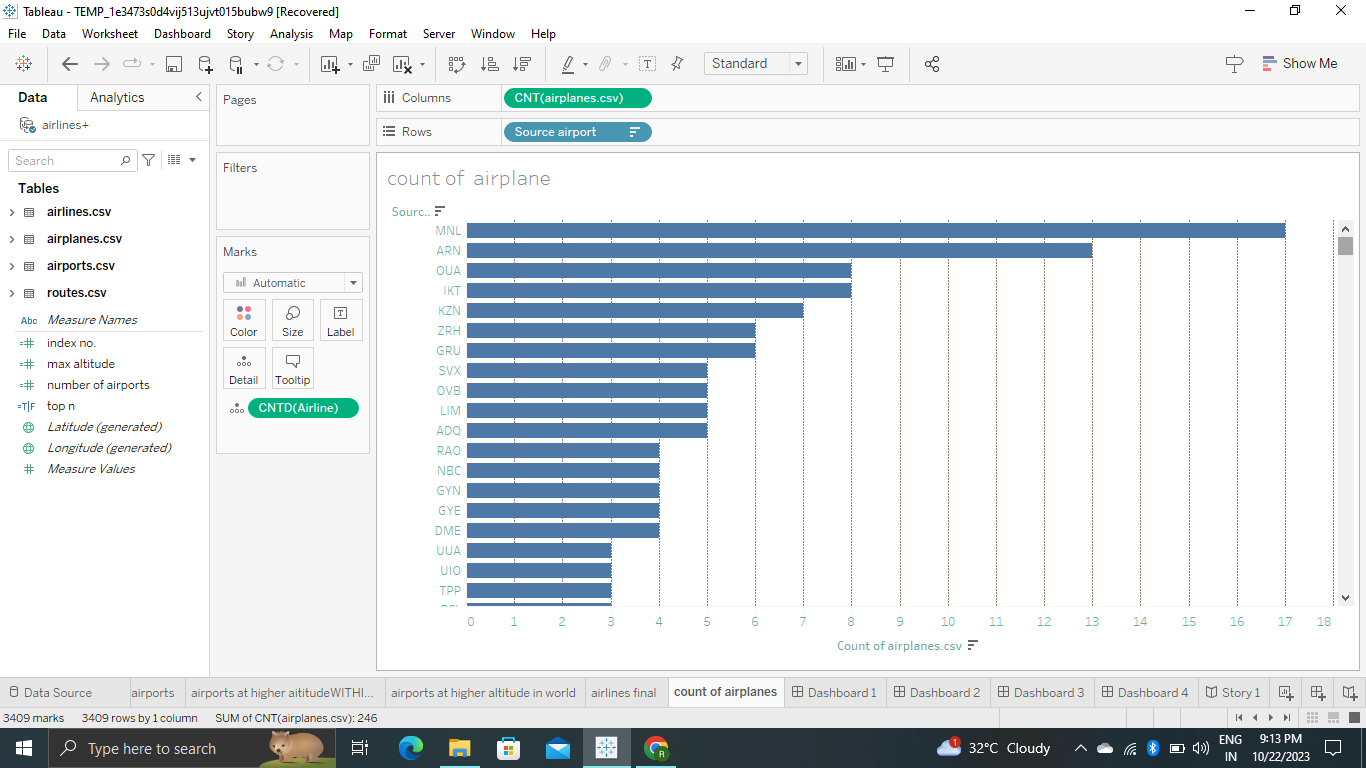 Tableau - TEMP_1e3473s0d4vij513ujvt015bubw9 [Recovered]
File Data Worksheet Dashboard Story Analysis Map Format Server Window Help
Standard
Show Me
Data Analytics
airlines+
Search
Tables
airlines.csv
airplanes.csv
airports.csv
routes.csv
Abc Measure Names
index no.
max altitude
number of airports
T|F top n
Latitude (generated)
Longitude (generated)
Measure Values
Pages
Filters
Marks
Automatic
Color Size Label
Detail Tooltip
CNTD(Airline)
Columns CNT(airplanes.csv)
Rows Source airport
count of airplane
Sourc..
MNL
ARN
OUA
IKT
KZN
ZRH
GRU
SVX
OVB
LIM
ADQ
RAO
NBC
GYN
GYE
DME
UUA
UIO
TPP
0 1 2 3 4 5 6 7 8 9 10 11 12 13 14 15 16 17 18
Count of airplanes.csv
Data Source airports airports at higher aititudeWITHI... airports at higher altitude in world airlines final count of airplanes Dashboard 1 Dashboard 2 Dashboard 3 Dashboard 4 Story 1
3409 marks 3409 rows by 1 column SUM of CNT(airplanes.csv): 246
Type here to search
1
32°C Cloudy
ENG
IN
9:13 PM
10/22/2023